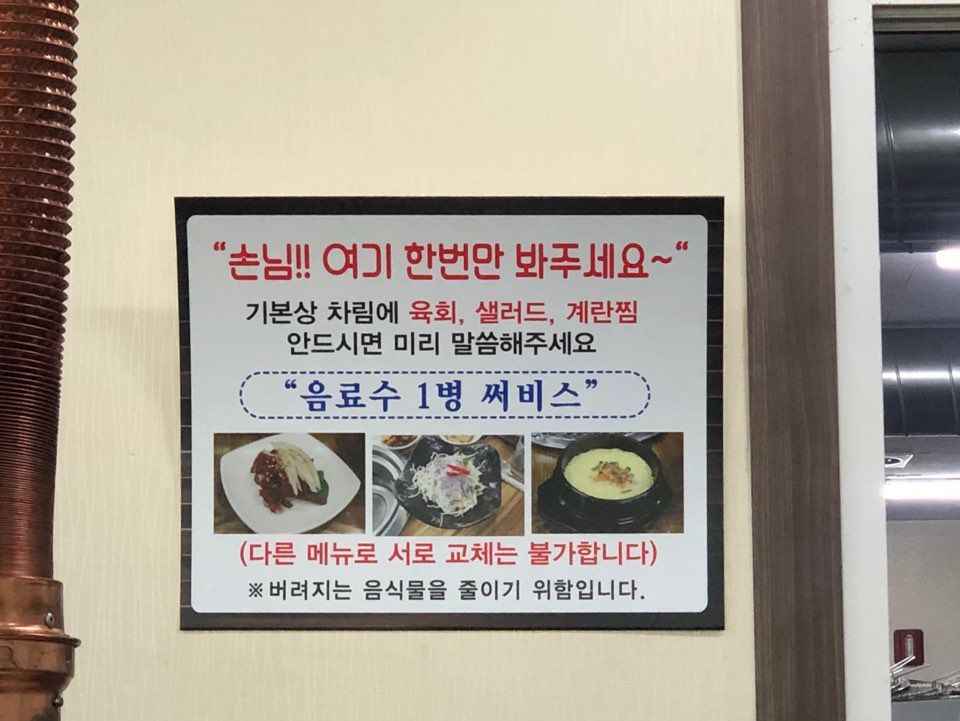 “손님!! 여기 한번만 봐주세요~“
기본상 차림에 육회, 샐러드, 계란찜
안드시면 미리 말씀해주세요
“음료수 1병 써비스”
(다른 메뉴로 서로 교체는 불가합니다)
※버려지는 음식물을 줄이기 위함입니다.